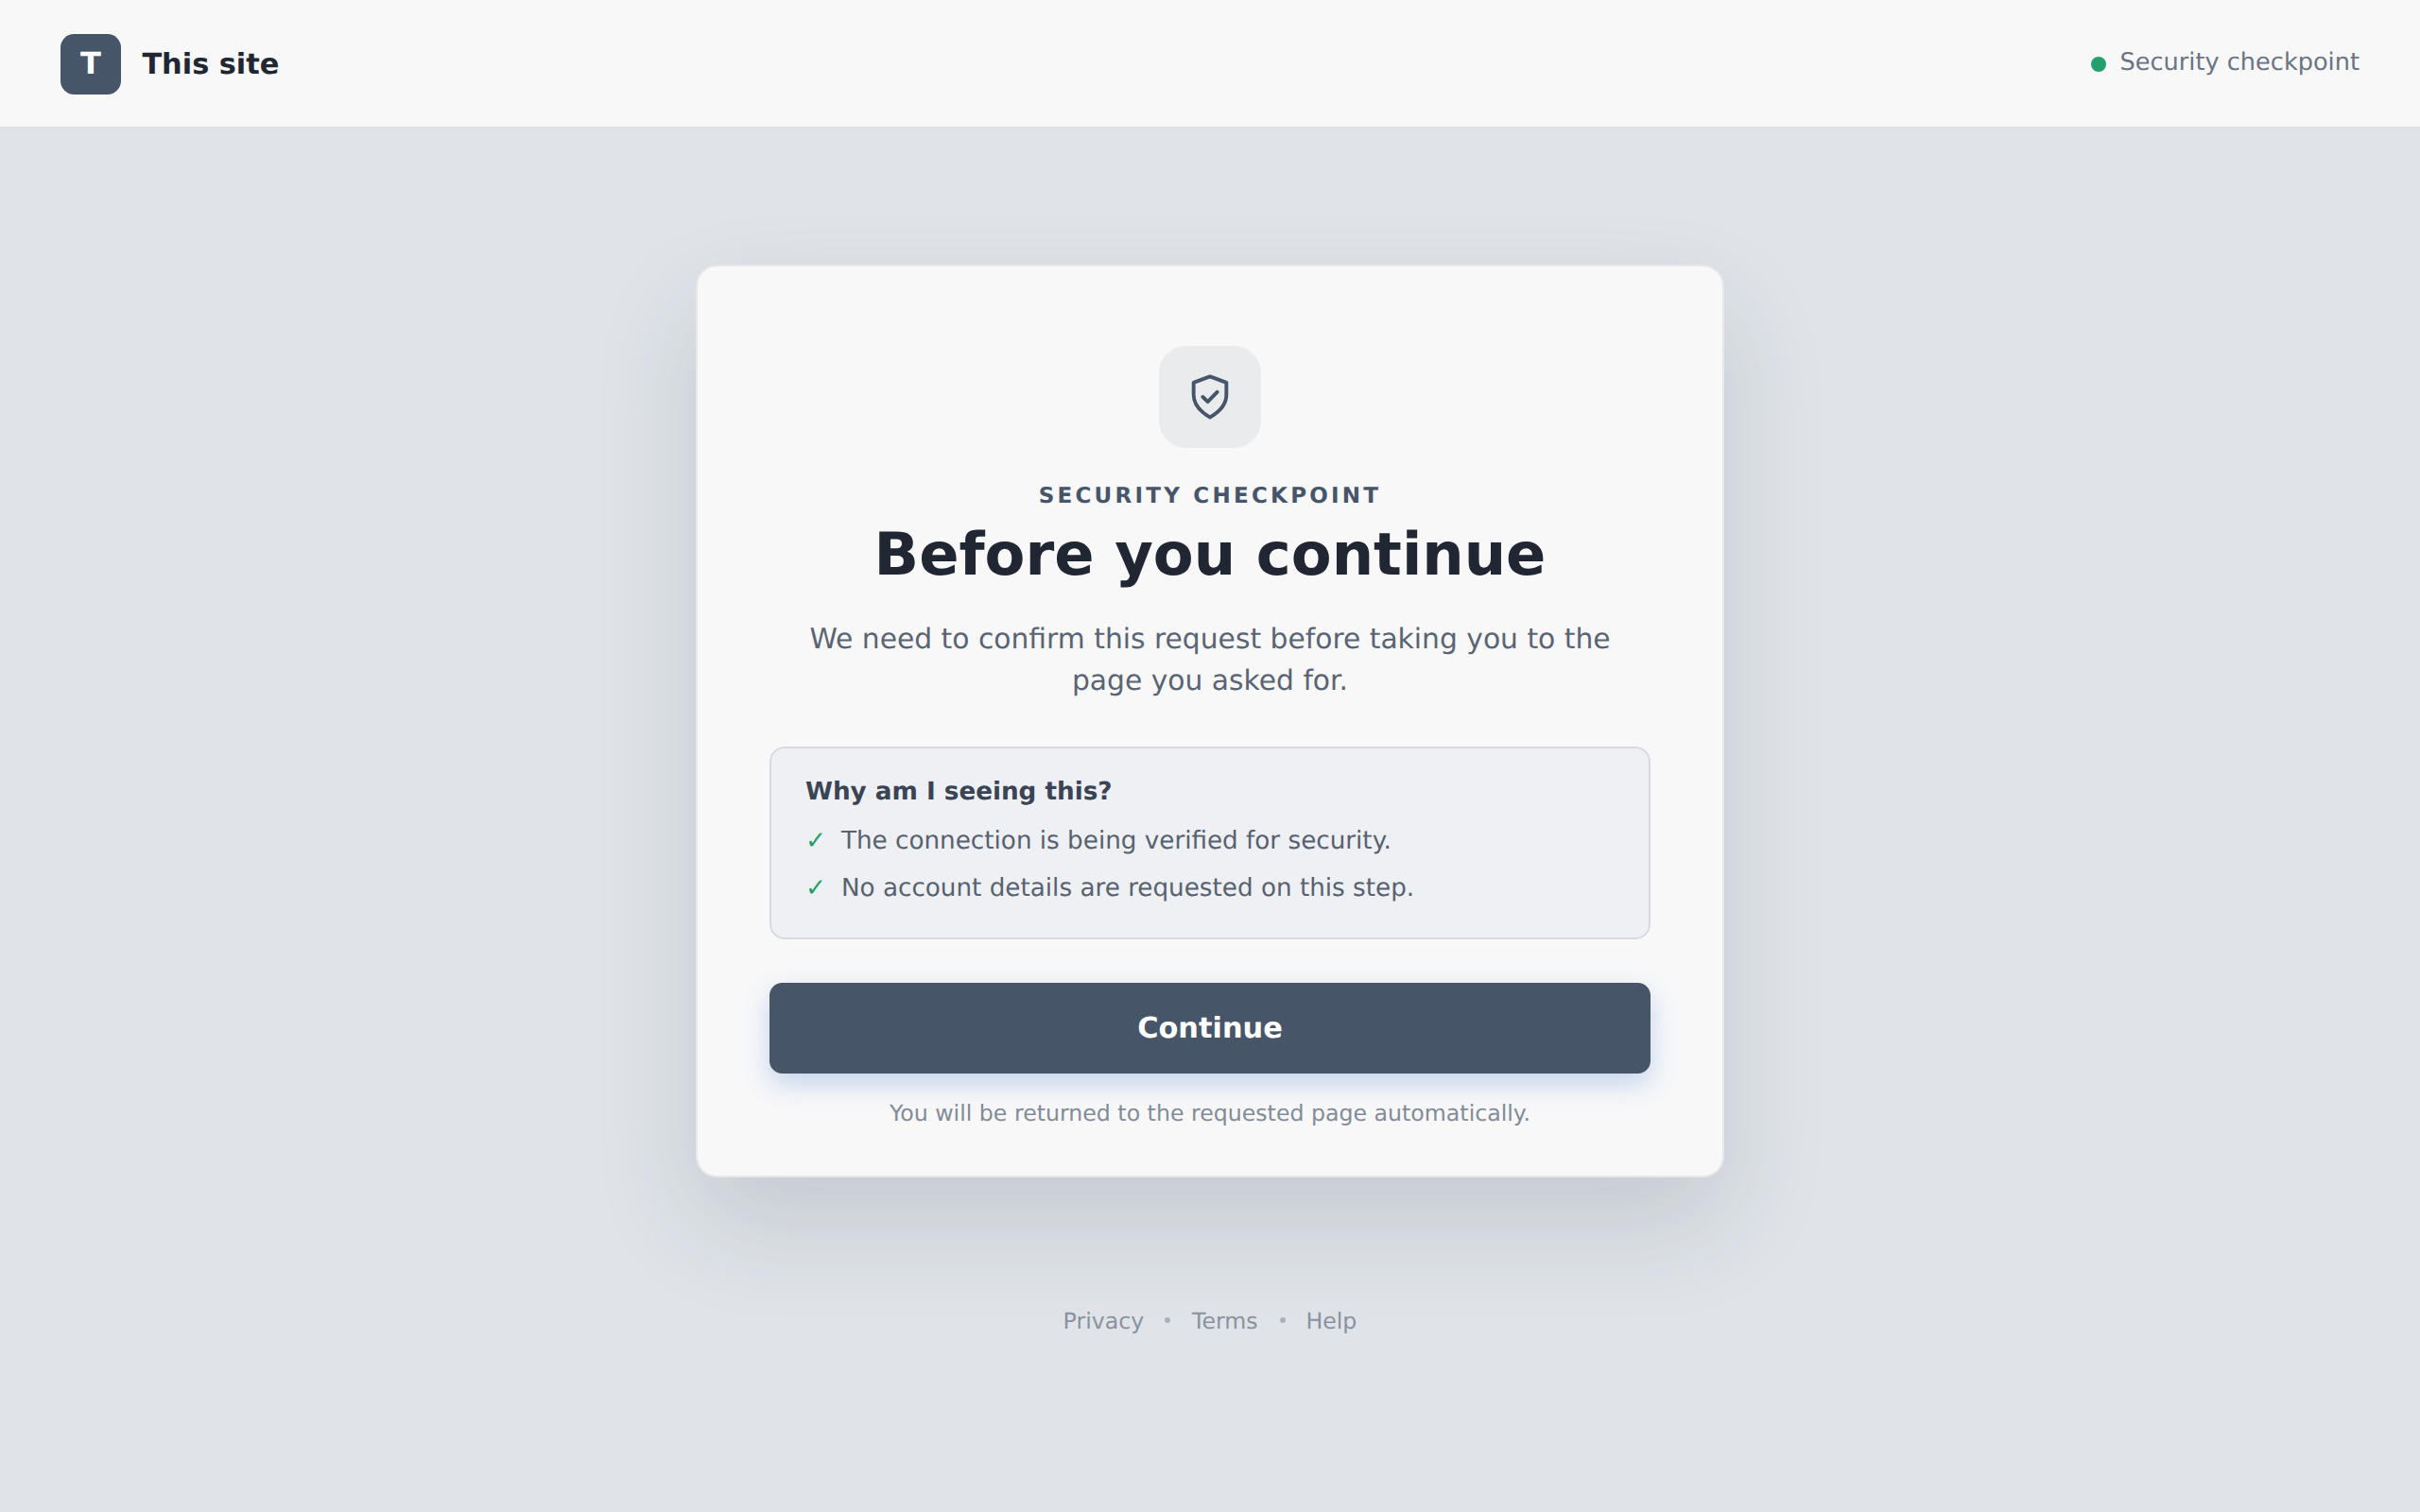 T
This site
Security checkpoint
SECURITY CHECKPOINT
Before you continue
We need to confirm this request before taking you to the
page you asked for.
Why am I seeing this?
✓ The connection is being verified for security.
✓ No account details are requested on this step.
Continue
You will be returned to the requested page automatically.
Privacy • Terms • Help